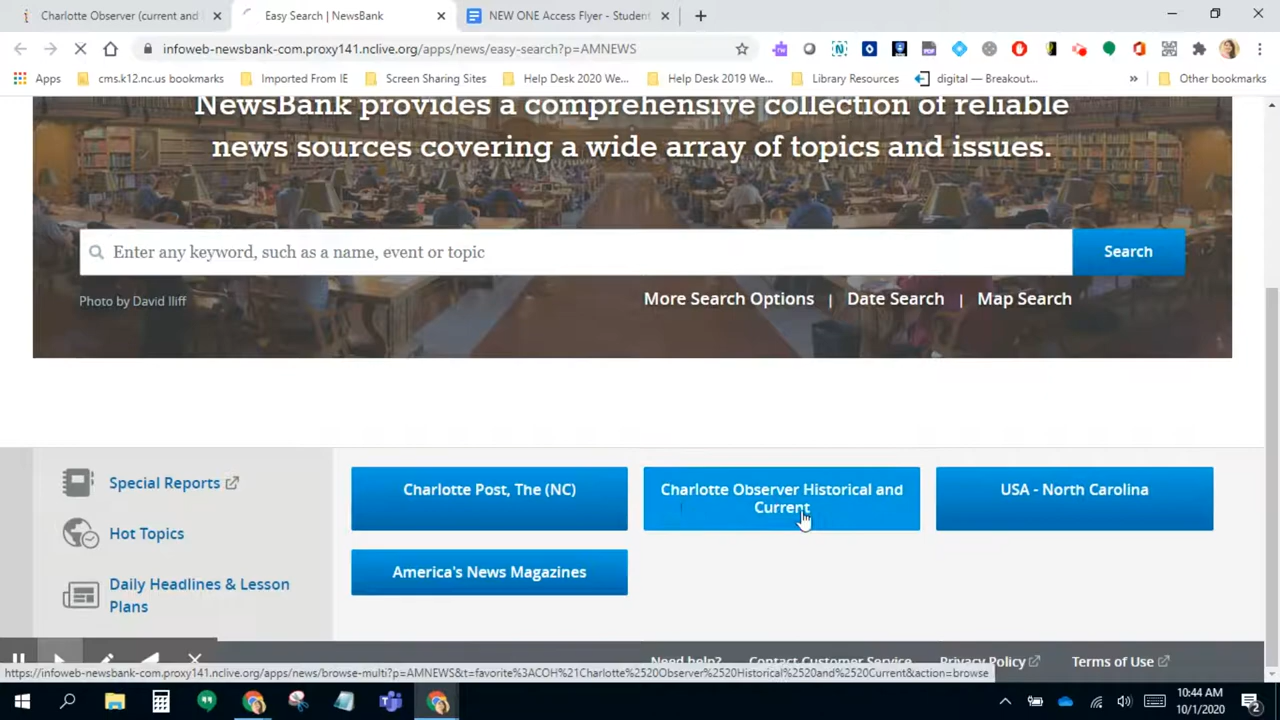 Charlotte Observer (current and
Easy Search | NewsBank
NEW ONE Access Flyer - Student
infoweb-newsbank-com.proxy141.nclive.org/apps/news/easy-search?p=AMNEWS
Apps
cms.k12.nc.us bookmarks
Imported From IE
Screen Sharing Sites
Help Desk 2020 We...
Help Desk 2019 We...
Library Resources
digital — Breakout...
»
Other bookmarks
NewsBank provides a comprehensive collection of reliable
news sources covering a wide array of topics and issues.
Enter any keyword, such as a name, event or topic
Search
Photo by David Iliff
More Search Options | Date Search | Map Search
Special Reports
Hot Topics
Daily Headlines & Lesson
Plans
Charlotte Post, The (NC)
Charlotte Observer Historical and
Current
USA - North Carolina
America's News Magazines
Need help?
Contact Customer Service
Privacy Policy
Terms of Use
https://infoweb-newsbank-com.proxy141.nclive.org/apps/news/browse-multi?p=AMNEWS&t=favorite%3ACOH%21Charlotte%2520Observer%2520Historical%2520and%2520Current&action=browse
10:44 AM
10/1/2020
2